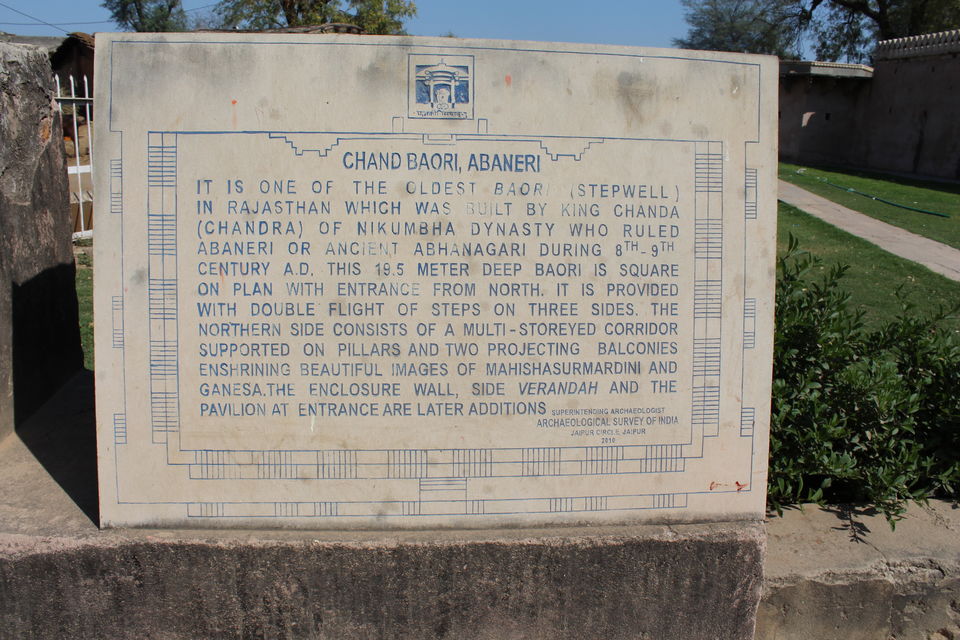 CHAND BAORI, ABANERI
IT IS ONE OF THE OLDEST BAORI (STEPWELL)
IN RAJASTHAN WHICH WAS BUILT BY KING CHANDA
(CHANDRA) OF NIKUMBHA DYNASTY WHO RULED
ABANERI OR ANCIENT ABHANAGARI DURING 8TH-9TH
CENTURY A.D. THIS 19.5 METER DEEP BAORI IS SQUARE
ON PLAN WITH ENTRANCE FROM NORTH. IT IS PROVIDED
WITH DOUBLE FLIGHT OF STEPS ON THREE SIDES. THE
NORTHERN SIDE CONSISTS OF A MULTI-STOREYED CORRIDOR
SUPPORTED ON PILLARS AND TWO PROJECTING BALCONIES
ENSHRINING BEAUTIFUL IMAGES OF MAHISHASURMARDINI AND
GANESA.THE ENCLOSURE WALL, SIDE VERANDAH AND THE
PAVILION AT ENTRANCE ARE LATER ADDITIONS
SUPERINTENDING ARCHAEOLOGIST
ARCHAEOLOGICAL SURVEY OF INDIA
JAIPUR CIRCLE, JAIPUR
2010